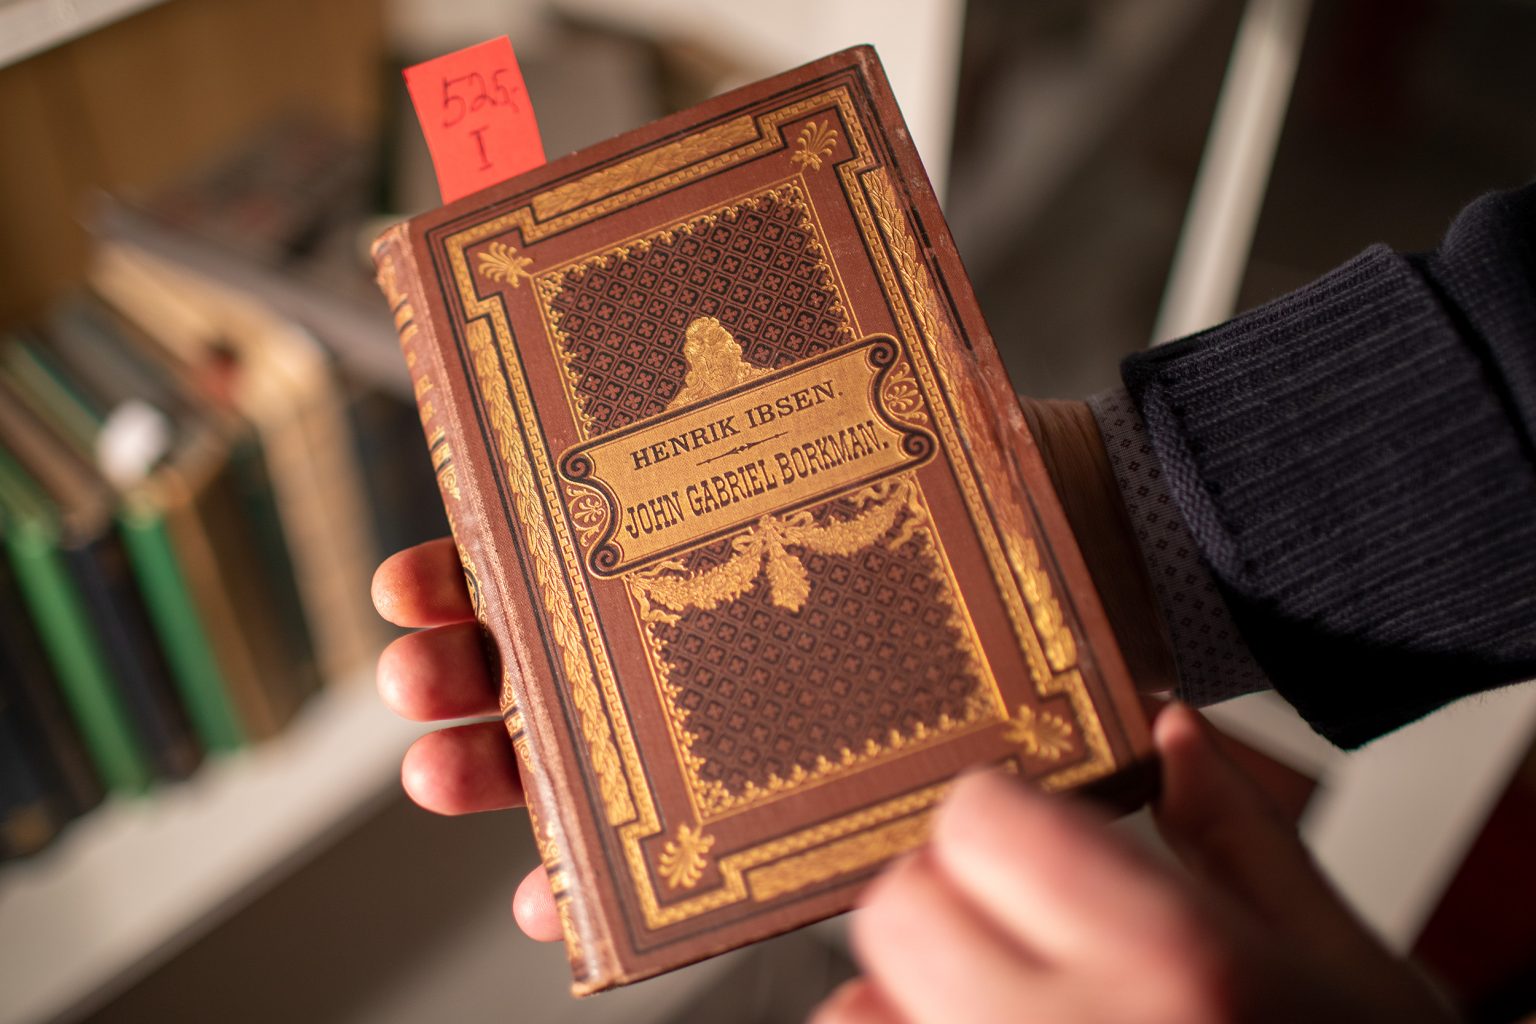 525,-
I
HENRIK IBSEN.
JOHN GABRIEL BORKMAN.